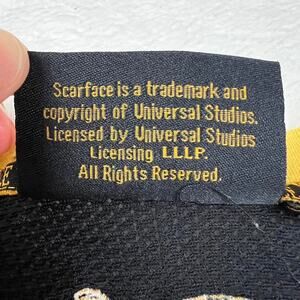 Scarface is a trademark and
copyright of Universal Studios.
Licensed by Universal Studios
Licensing LLLP.
All Rights Reserved.